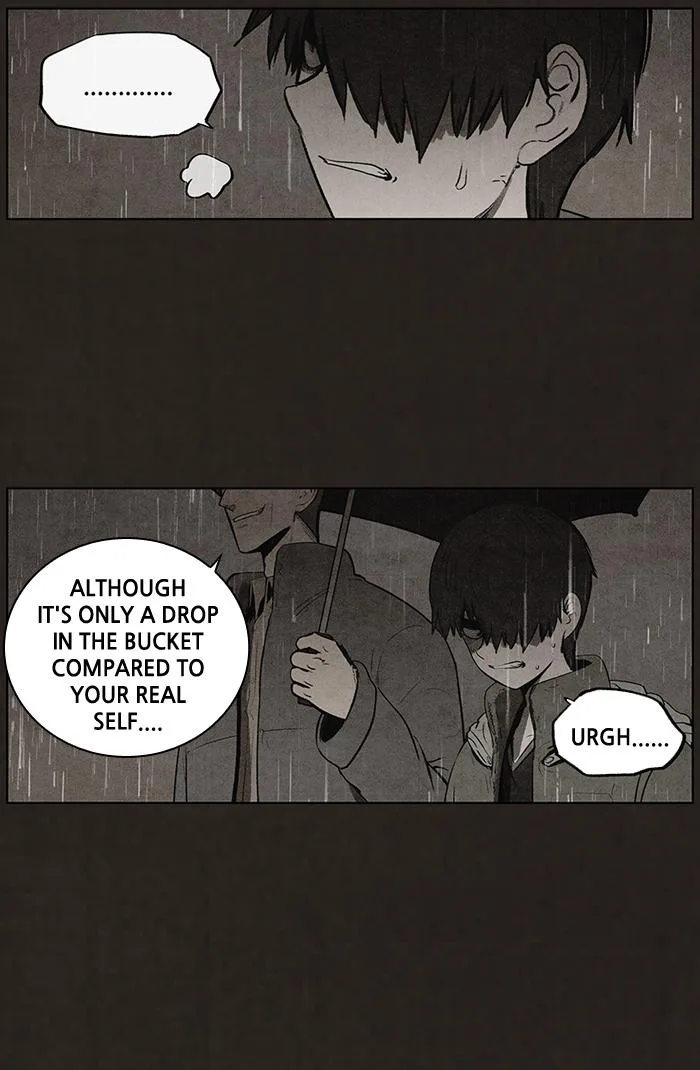 .............
ALTHOUGH
IT'S ONLY A DROP
IN THE BUCKET
COMPARED TO
YOUR REAL
SELF....
URGH......